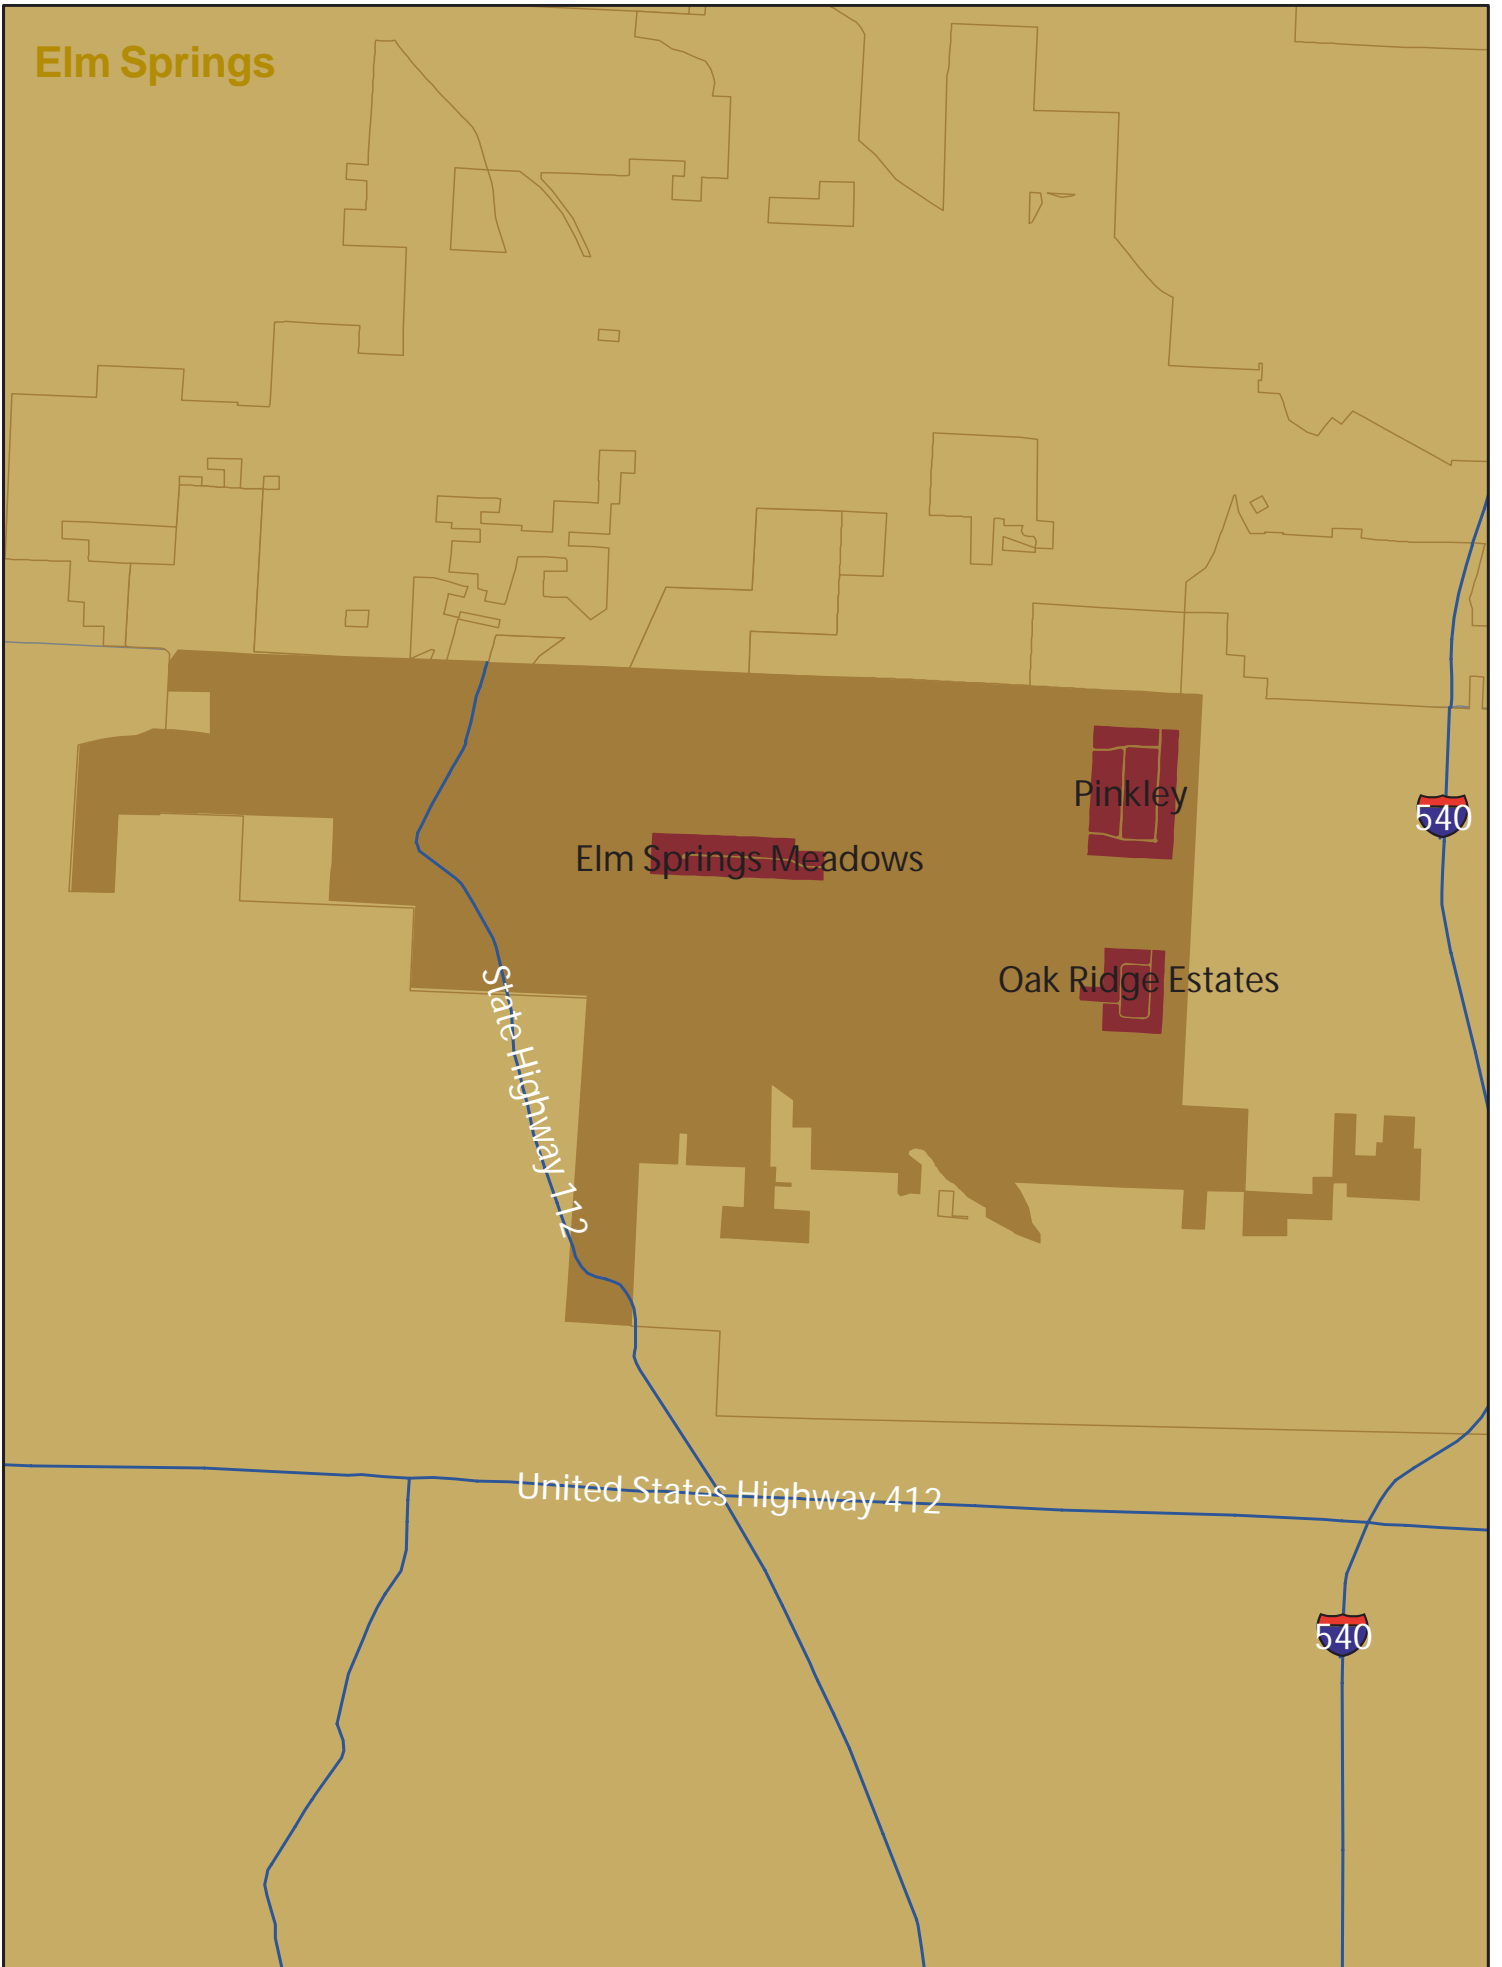 Elm Springs
Pinkley
540
Elm Springs Meadows
Oak Ridge Estates
State Highway 112
United States Highway 412
540